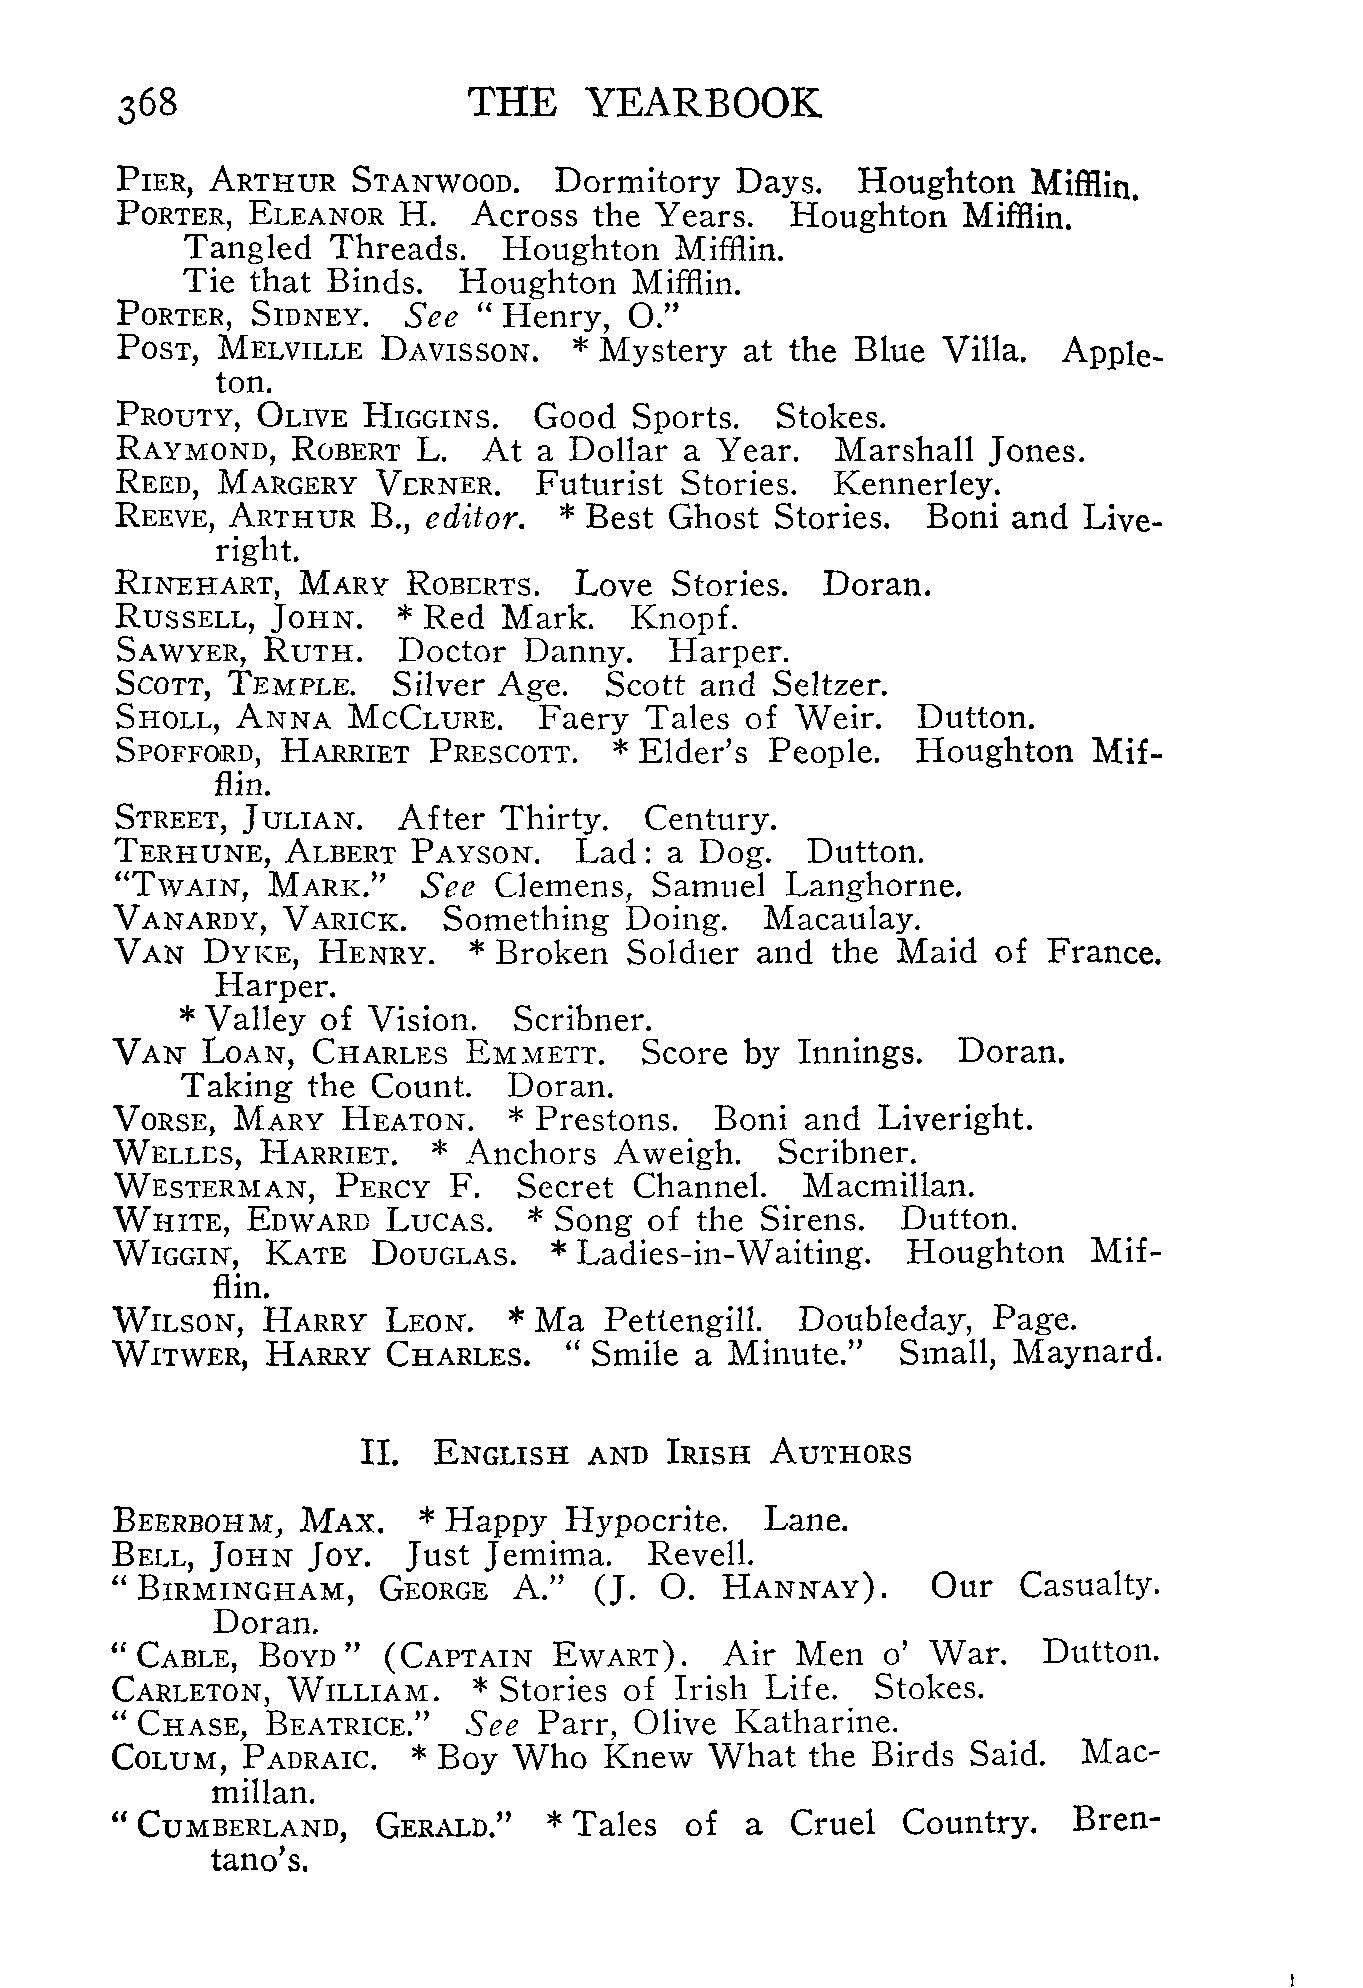 368 THE YEARBOOK
PIER, ARTHUR STANWOOD. Dormitory Days. Houghton Mifflin.
PORTER, ELEANOR H. Across the Years. Houghton Mifflin.
Tangled Threads. Houghton Mifflin.
Tie that Binds. Houghton Mifflin.
PORTER, SIDNEY. See “Henry, O.”
POST, MELVILLE DAVISSON. * Mystery at the Blue Villa. Apple-
ton.
PROUTY, OLIVE HIGGINS. Good Sports. Stokes.
RAYMOND, ROBERT L. At a Dollar a Year. Marshall Jones.
REED, MARGERY VERNER. Futurist Stories. Kennerley.
REEVE, ARTHUR B., editor. * Best Ghost Stories. Boni and Live-
right.
RINEHART, MARY ROBERTS. Love Stories. Doran.
RUSSELL, JOHN. * Red Mark. Knopf.
SAWYER, RUTH. Doctor Danny. Harper.
SCOTT, TEMPLE. Silver Age. Scott and Seltzer.
SHOLL, ANNA MCCLURE. Faery Tales of Weir. Dutton.
SPOFFORD, HARRIET PRESCOTT. * Elder's People. Houghton Mif-
flin.
STREET, JULIAN. After Thirty. Century.
TERHUNE, ALBERT PAYSON. Lad: a Dog. Dutton.
“TWAIN, MARK.” See Clemens, Samuel Langhorne.
VANARDY, VARICK. Something Doing. Macaulay.
VAN DYKE, HENRY. * Broken Soldier and the Maid of France.
Harper.
* Valley of Vision. Scribner.
VAN LOAN, CHARLES EMMETT. Score by Innings. Doran.
Taking the Count. Doran.
VORSE, MARY HEATON. * Prestons. Boni and Liveright.
WELLES, HARRIET. * Anchors Aweigh. Scribner.
WESTERMAN, PERCY F. Secret Channel. Macmillan.
WHITE, EDWARD LUCAS. * Song of the Sirens. Dutton.
WIGGIN, KATE DOUGLAS. * Ladies-in-Waiting. Houghton Mif-
flin.
WILSON, HARRY LEON. * Ma Pettengill. Doubleday, Page.
WITWER, HARRY CHARLES. “Smile a Minute.” Small, Maynard.
II. ENGLISH AND IRISH AUTHORS
BEERBOHM, MAX. * Happy Hypocrite. Lane.
BELL, JOHN JOY. Just Jemima. Revell.
“BIRMINGHAM, GEORGE A.” (J. O. HANNAY). Our Casualty.
Doran.
“CABLE, BOYD” (CAPTAIN EWART). Air Men o' War. Dutton.
CARLETON, WILLIAM. * Stories of Irish Life. Stokes.
“CHASE, BEATRICE.” See Parr, Olive Katharine.
COLUM, PADRAIC. * Boy Who Knew What the Birds Said. Mac-
millan.
“CUMBERLAND, GERALD.” * Tales of a Cruel Country. Bren-
tano's.